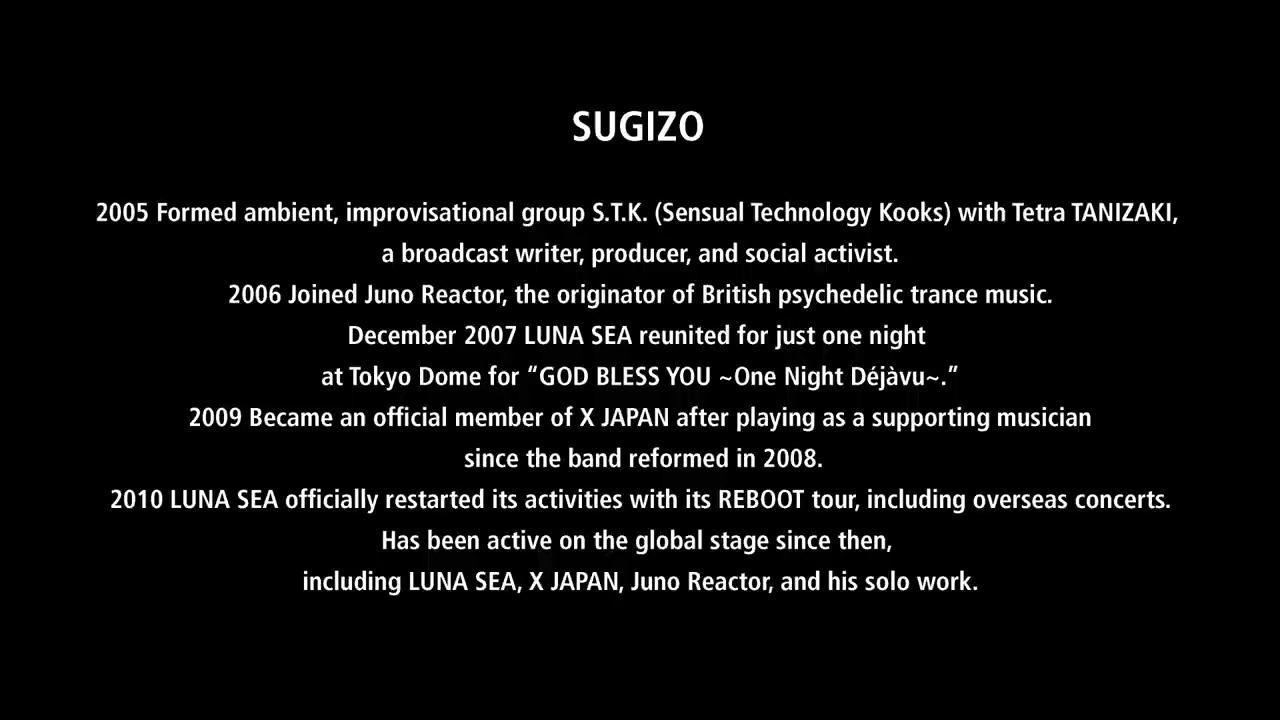 SUGIZO
2005 Formed ambient, improvisational group S.T.K. (Sensual Technology Kooks) with Tetra TANIZAKI,
a broadcast writer, producer, and social activist.
2006 Joined Juno Reactor, the originator of British psychedelic trance music.
December 2007 LUNA SEA reunited for just one night
at Tokyo Dome for “GOD BLESS YOU ~One Night Déjàvu~.”
2009 Became an official member of X JAPAN after playing as a supporting musician
since the band reformed in 2008.
2010 LUNA SEA officially restarted its activities with its REBOOT tour, including overseas concerts.
Has been active on the global stage since then,
including LUNA SEA, X JAPAN, Juno Reactor, and his solo work.